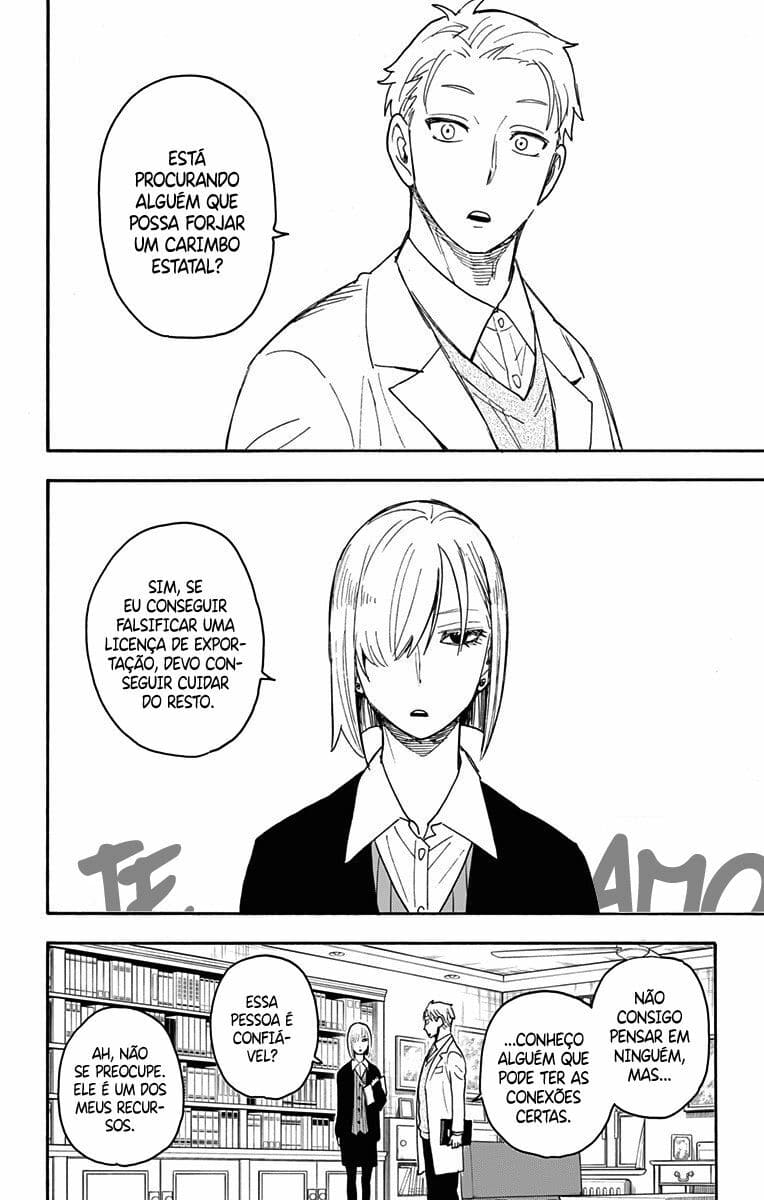 ESTÁ
PROCURANDO
ALGUÉM QUE
POSSA FORJAR
UM CARIMBO
ESTATAL?
SIM, SE
EU CONSEGUIR
FALSIFICAR UMA
LICENÇA DE EXPOR-
TAÇÃO, DEVO CON-
SEGUIR CUIDAR
DO RESTO.
TE AMO
NÃO
CONSIGO
PENSAR EM
NINGUÉM,
MAS...
...CONHEÇO
ALGUÉM QUE
PODE TER AS
CONEXÕES
CERTAS.
ESSA
PESSOA É
CONFIÁ-
VEL?
AH, NÃO
SE PREOCUPE.
ELE É UM DOS
MEUS RECUR-
SOS.